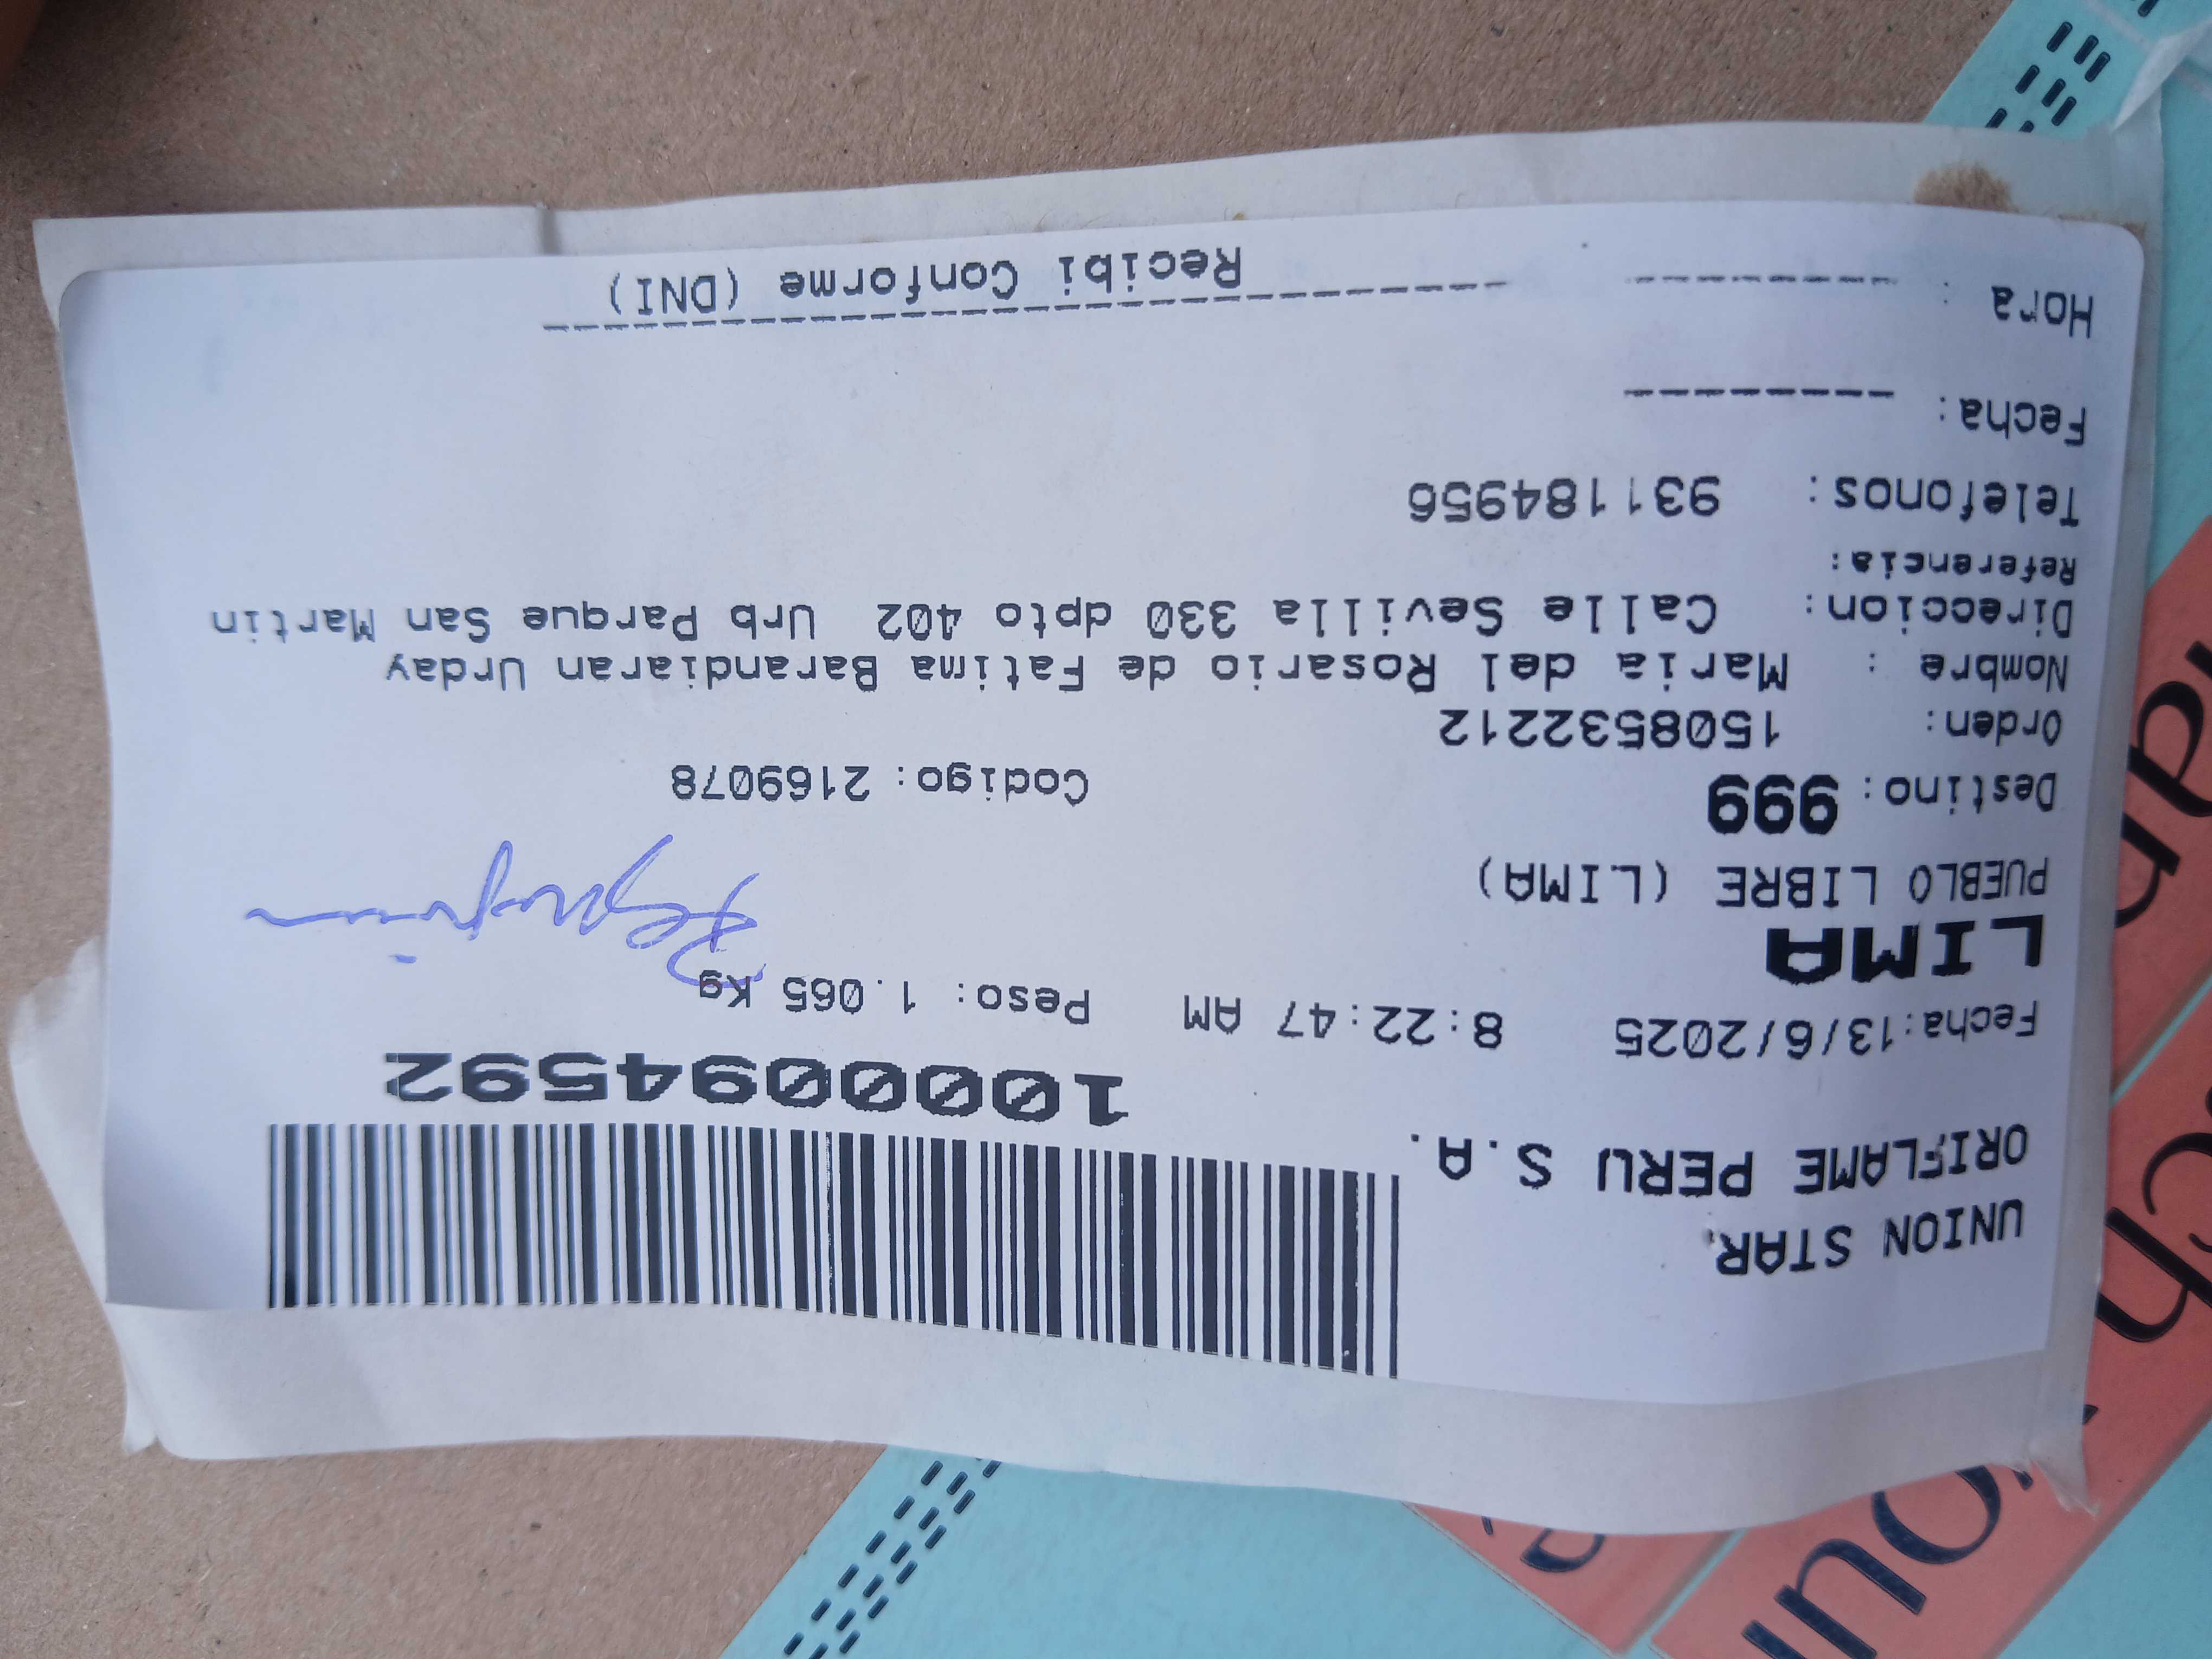 UNION STAR.
ORIFLAME PERU S.A.
10000094592
Fecha:13/6/2025 8:22:47 AM Peso: 1.065 Kg
LIMA
PUEBLO LIBRE (LIMA)
Destino: 999 Codigo: 2169078
Orden: 1508532212
Nombre : Maria del Rosario de Fatima Barandiaran Urday
Direccion: Calle Sevilla 330 dpto 402 Urb Parque San Martin
Referencia:
Telefonos: 931184956
Fecha: ---------
Hora : ---------
Recibi Conforme (DNI)